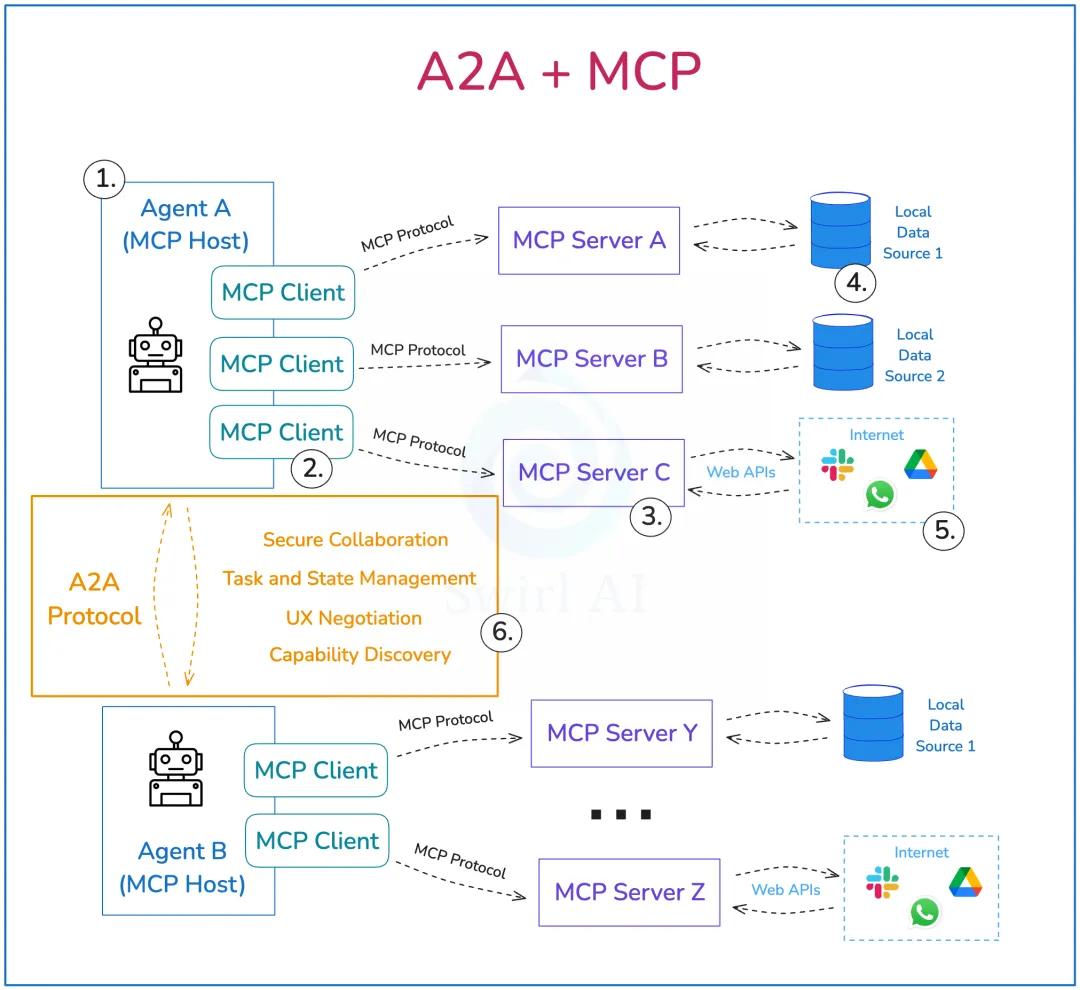 A2A + MCP
1.
Agent A
(MCP Host)
MCP Client
MCP Client
MCP Client
2.
MCP Protocol
MCP Protocol
MCP Protocol
MCP Server A
MCP Server B
MCP Server C
3.
Local
Data
Source 1
4.
Local
Data
Source 2
Web APIs
Internet
5.
A2A
Protocol
Secure Collaboration
Task and State Management
UX Negotiation
Capability Discovery
6.
Swirl AI
Agent B
(MCP Host)
MCP Client
MCP Client
MCP Protocol
MCP Protocol
MCP Server Y
...
MCP Server Z
Local
Data
Source 1
Web APIs
Internet